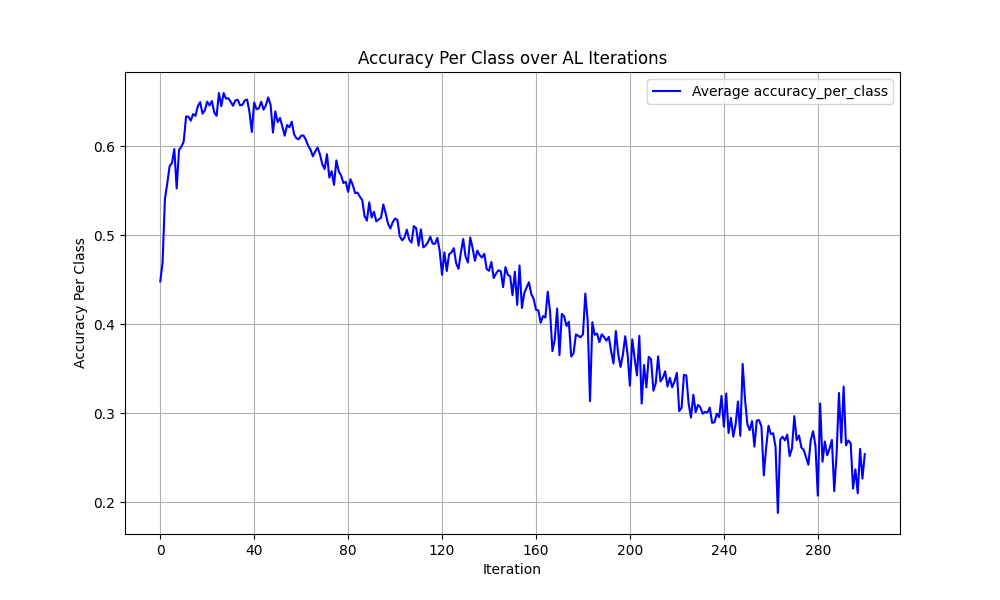 Accuracy Per Class over AL Iterations
Average accuracy_per_class
Accuracy Per Class
0.6
0.5
0.4
0.3
0.2
0 40 80 120 160 200 240 280
Iteration